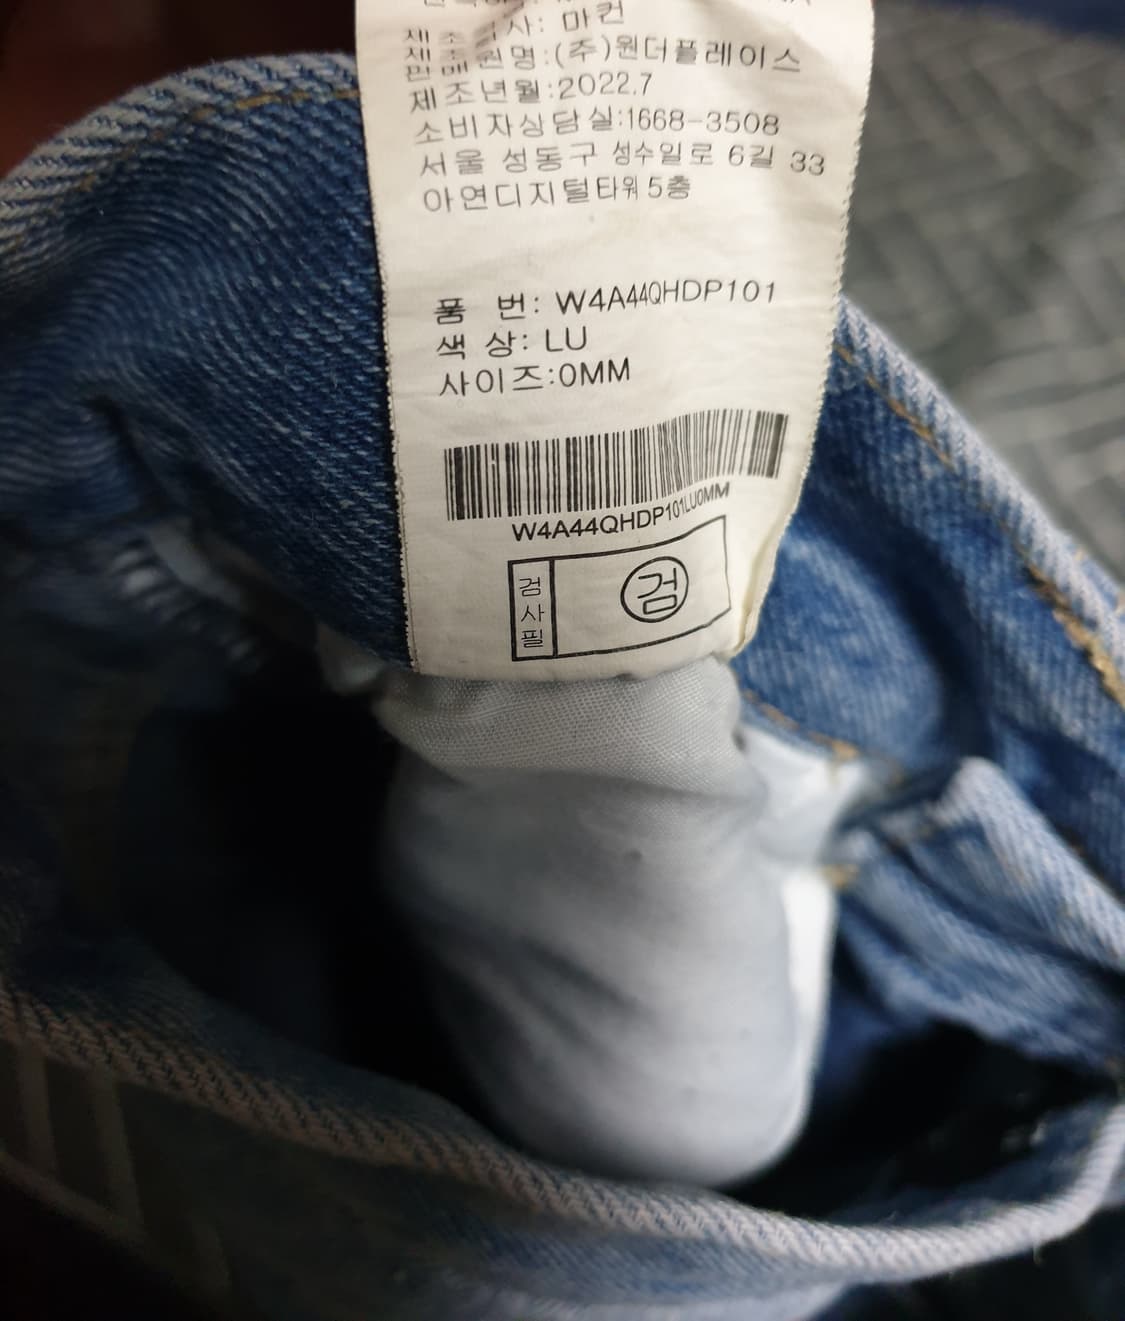 제조회사: 마컨
판매원명:(주)원더플레이스
제조년월:2022.7
소비자상담실:1668-3508
서울 성동구 성수일로 6길 33
아연디지털타워5층
품 번: W4A44QHDP101
색 상: LU
사이즈:0MM
W4A44QHDP101LU0MM
검사필
검